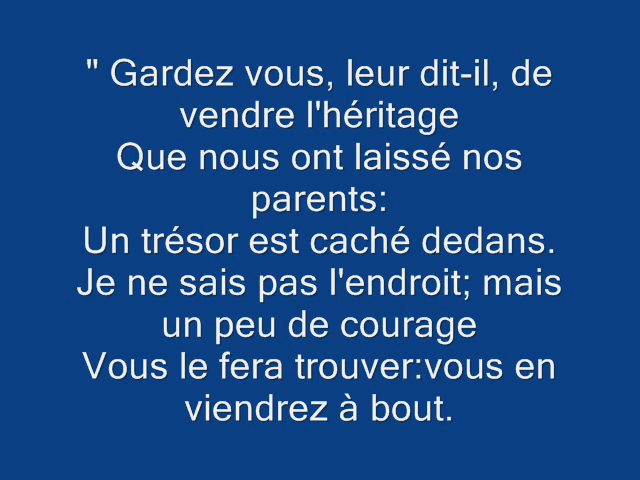 " Gardez vous, leur dit-il, de
vendre l'héritage
Que nous ont laissé nos
parents:
Un trésor est caché dedans.
Je ne sais pas l'endroit; mais
un peu de courage
Vous le fera trouver:vous en
viendrez à bout.